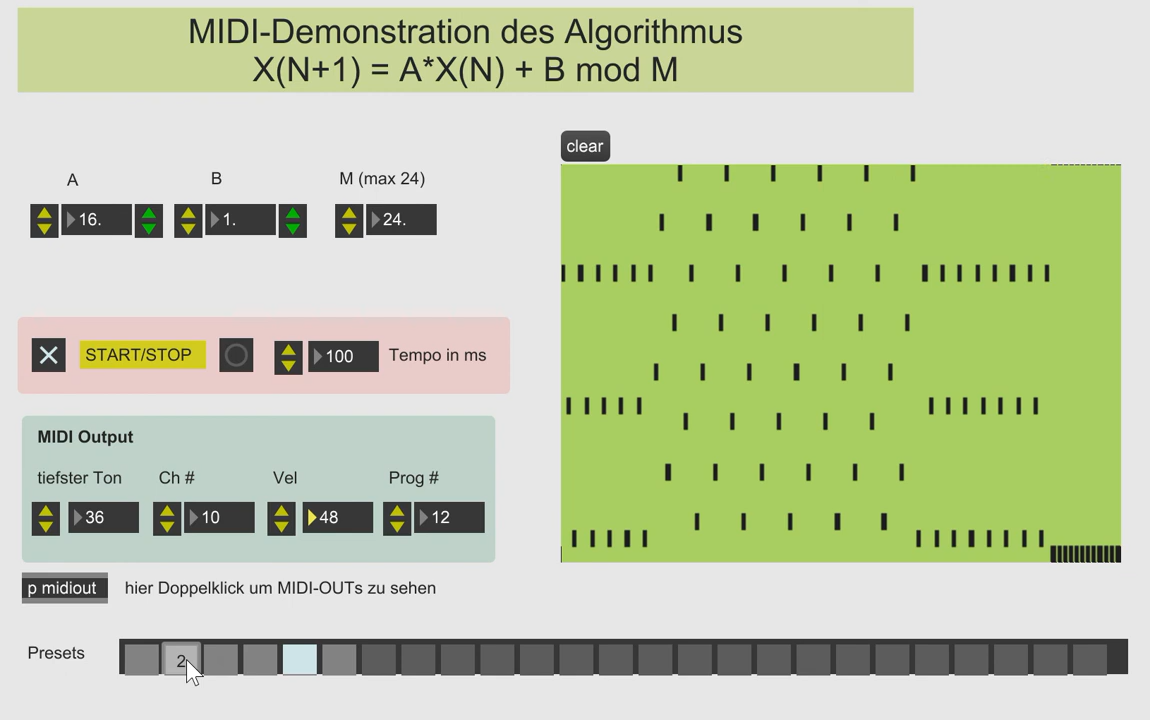 MIDI-Demonstration des Algorithmus
X(N+1) = A*X(N) + B mod M
clear
A B M (max 24)
16. 1. 24.
START/STOP 100 Tempo in ms
MIDI Output
tiefster Ton Ch # Vel Prog #
36 10 48 12
p midiout hier Doppelklick um MIDI-OUTs zu sehen
Presets 2